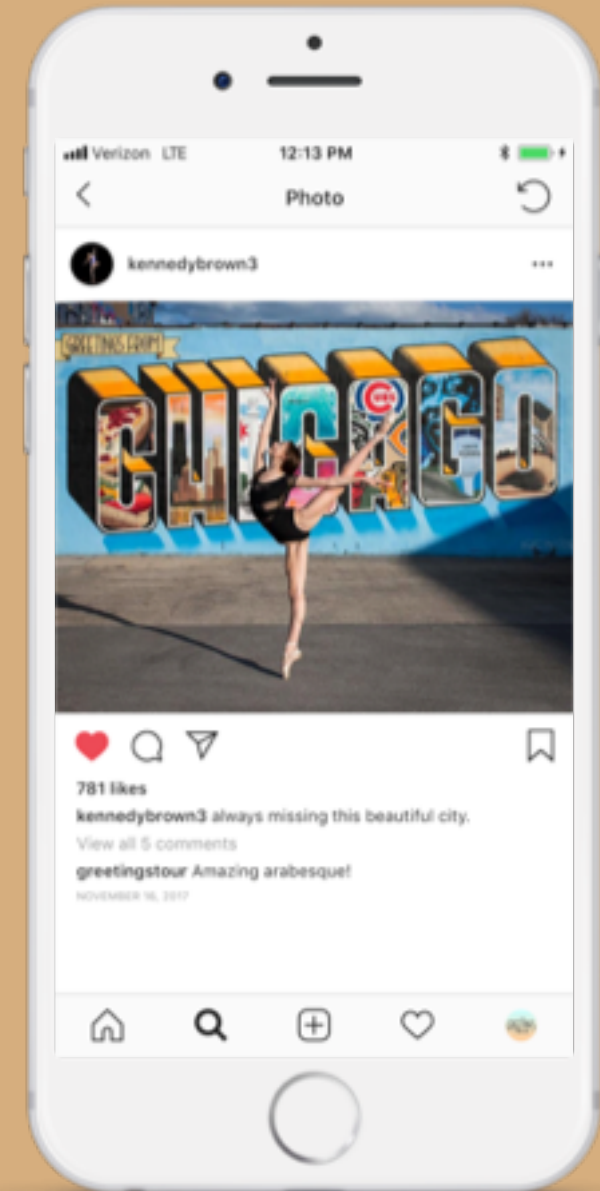 Verizon LTE 12:13 PM
Photo
kennedybrown3
GREETINGS FROM
CHICAGO
CUBS
781 likes
kennedybrown3 always missing this beautiful city.
View all 5 comments
greetingstour Amazing arabesque!
NOVEMBER 16, 2017